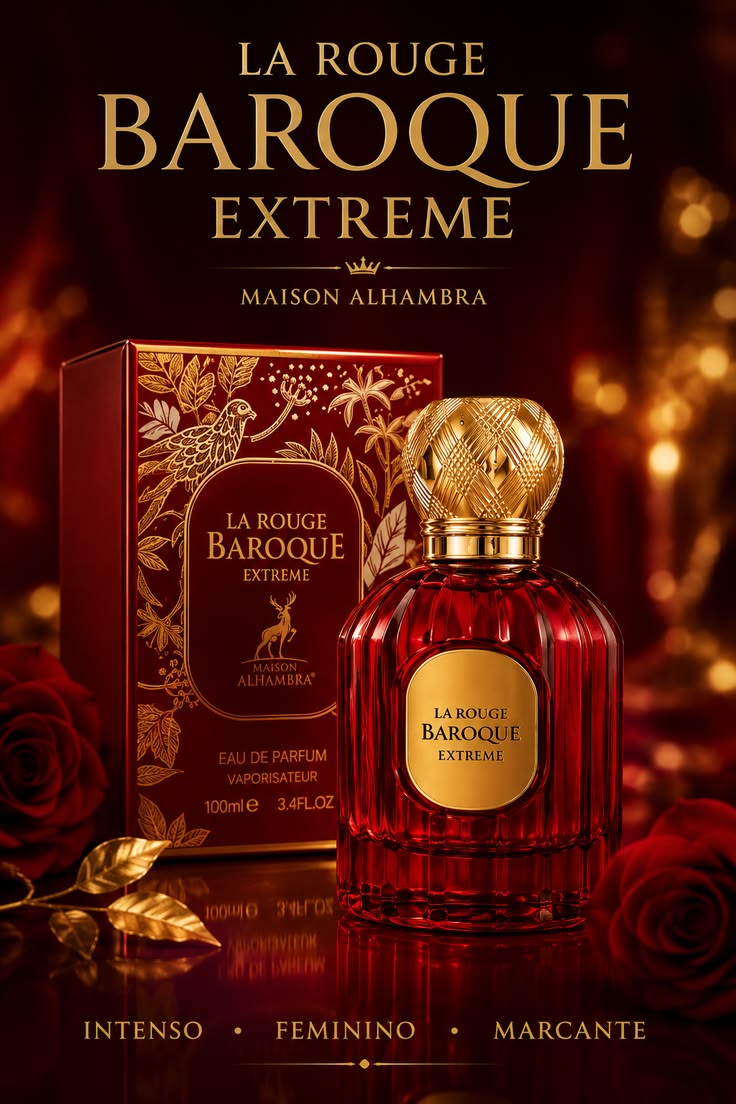 LA ROUGE
BAROQUE
EXTREME
MAISON ALHAMBRA
LA ROUGE
BAROQUE
EXTREME
MAISON
ALHAMBRA®
EAU DE PARFUM
VAPORISATEUR
100ml e 3.4FL.OZ
LA ROUGE
BAROQUE
EXTREME
INTENSO • FEMININO • MARCANTE